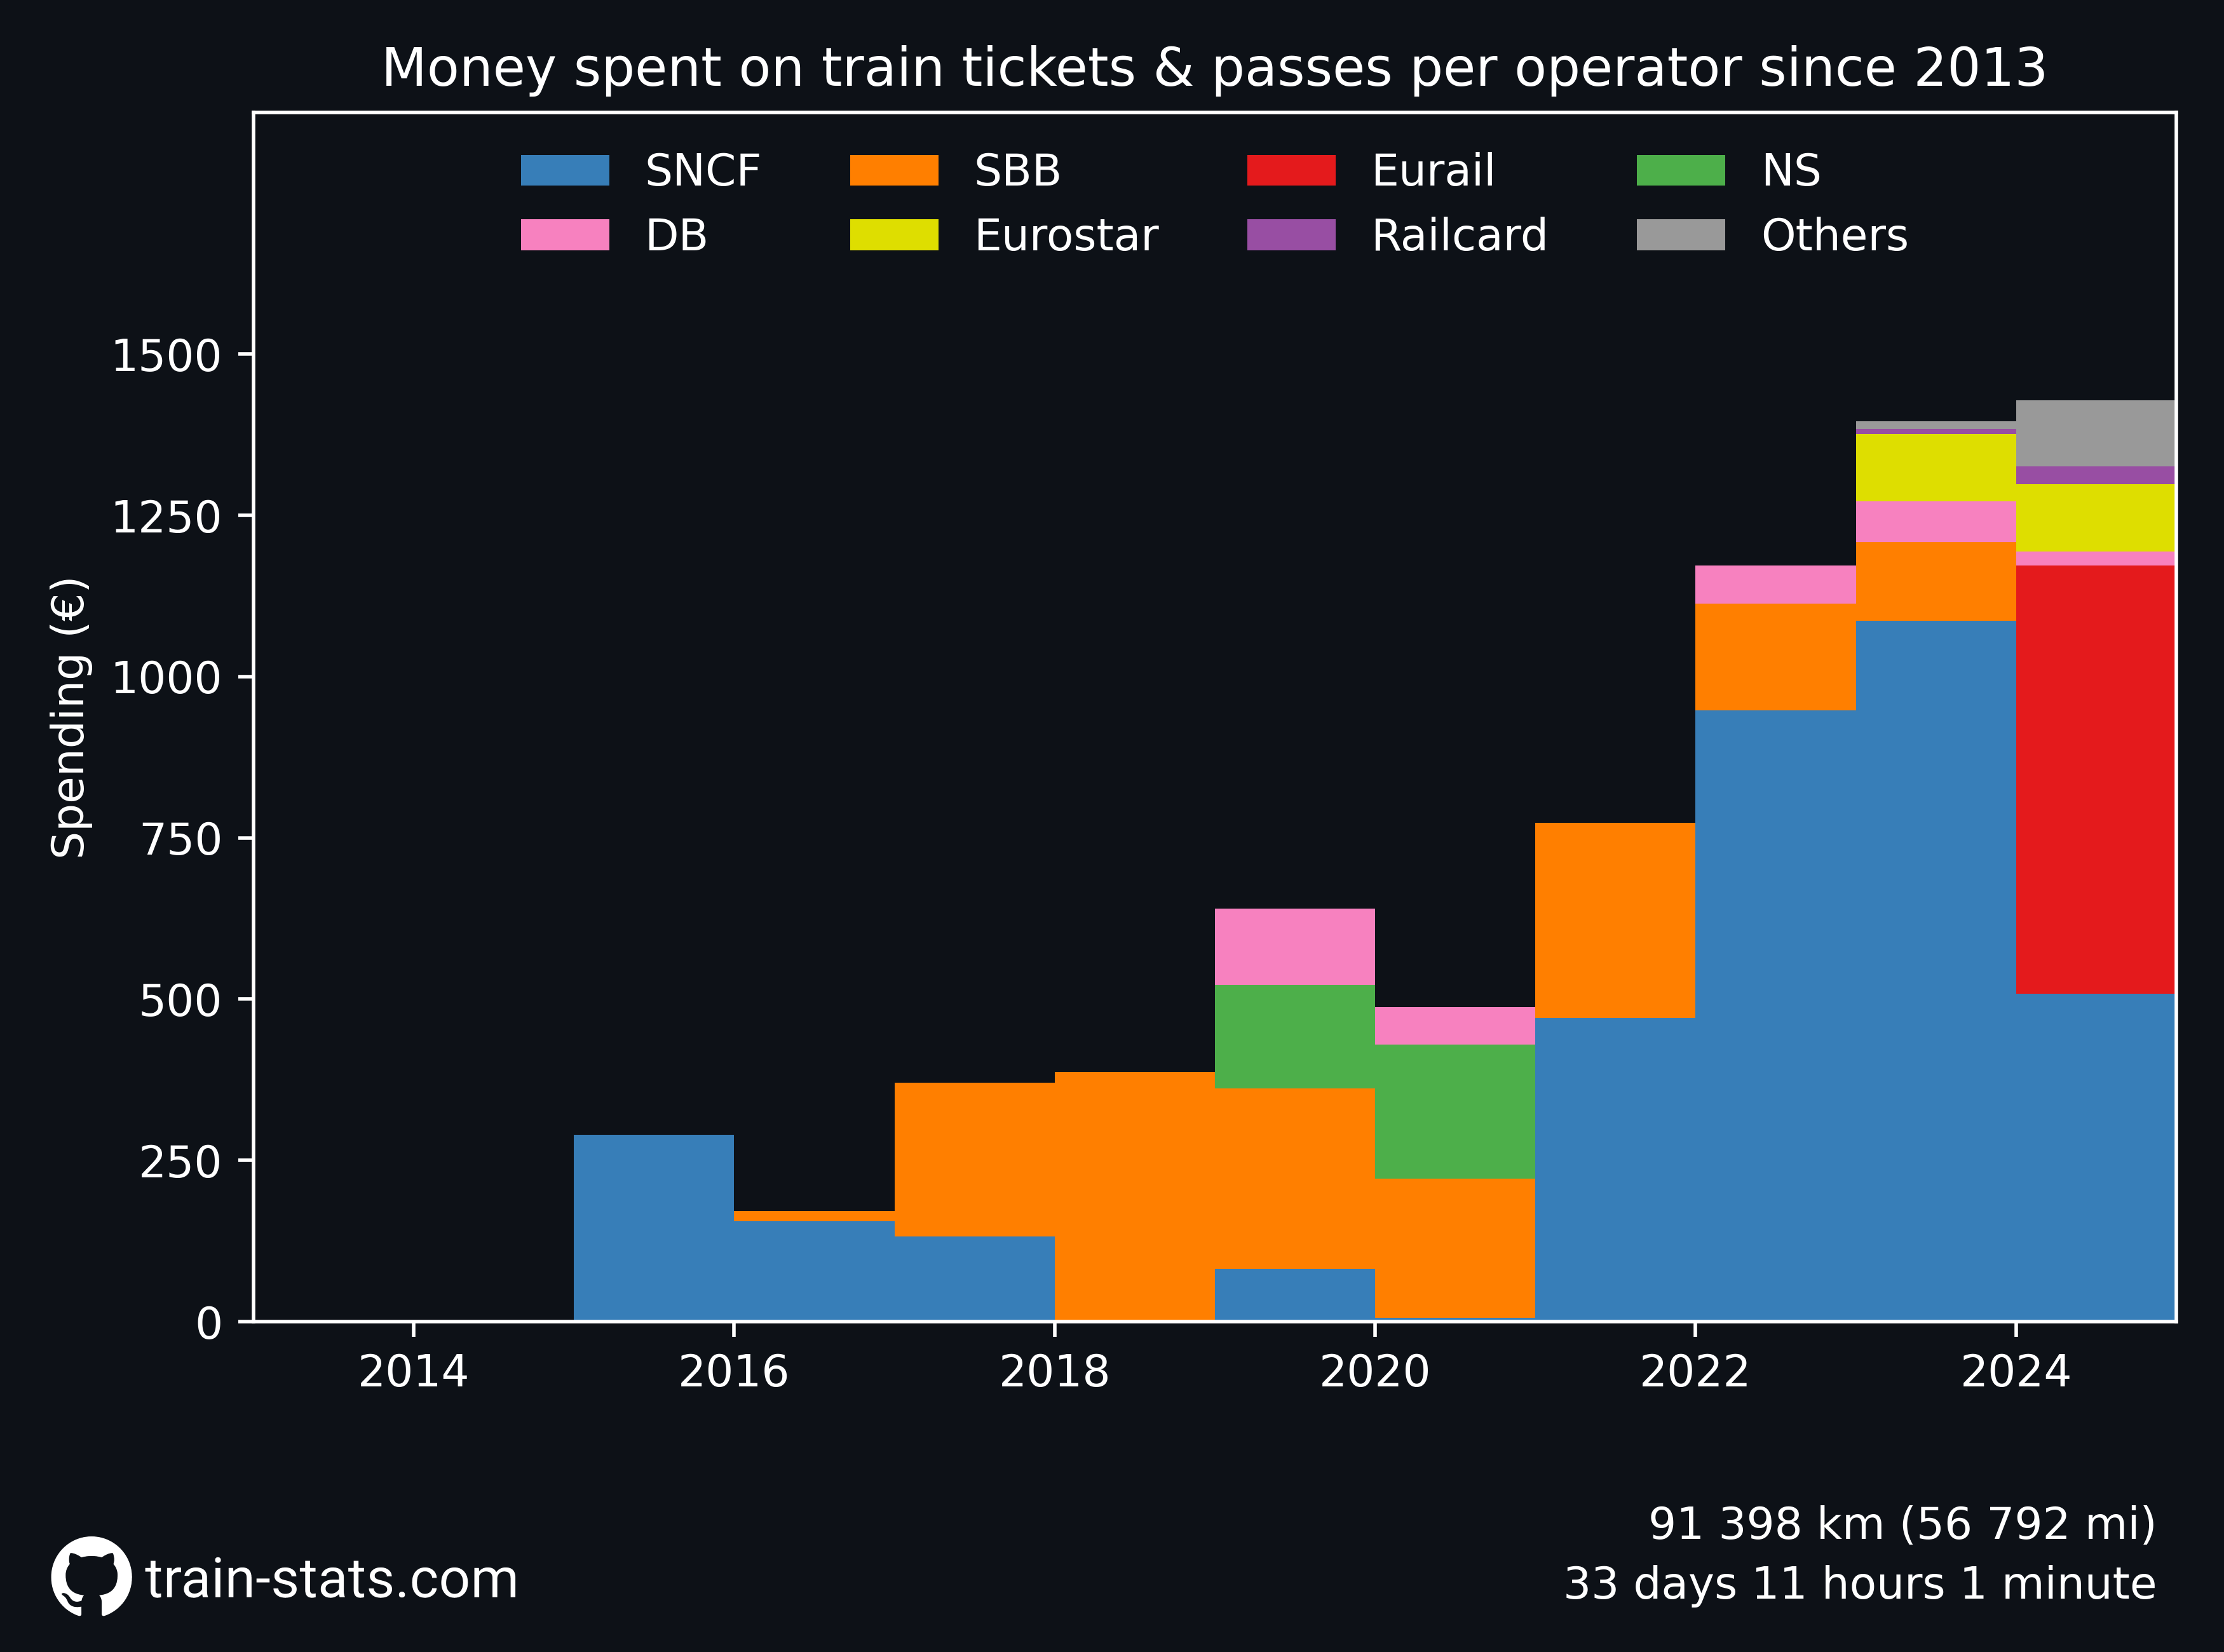 Money spent on train tickets & passes per operator since 2013
SNCF SBB Eurail NS
DB Eurostar Railcard Others
1500
1250
1000
750
500
250
0
Spending (€)
2014 2016 2018 2020 2022 2024
91 398 km (56 792 mi)
33 days 11 hours 1 minute
train-stats.com